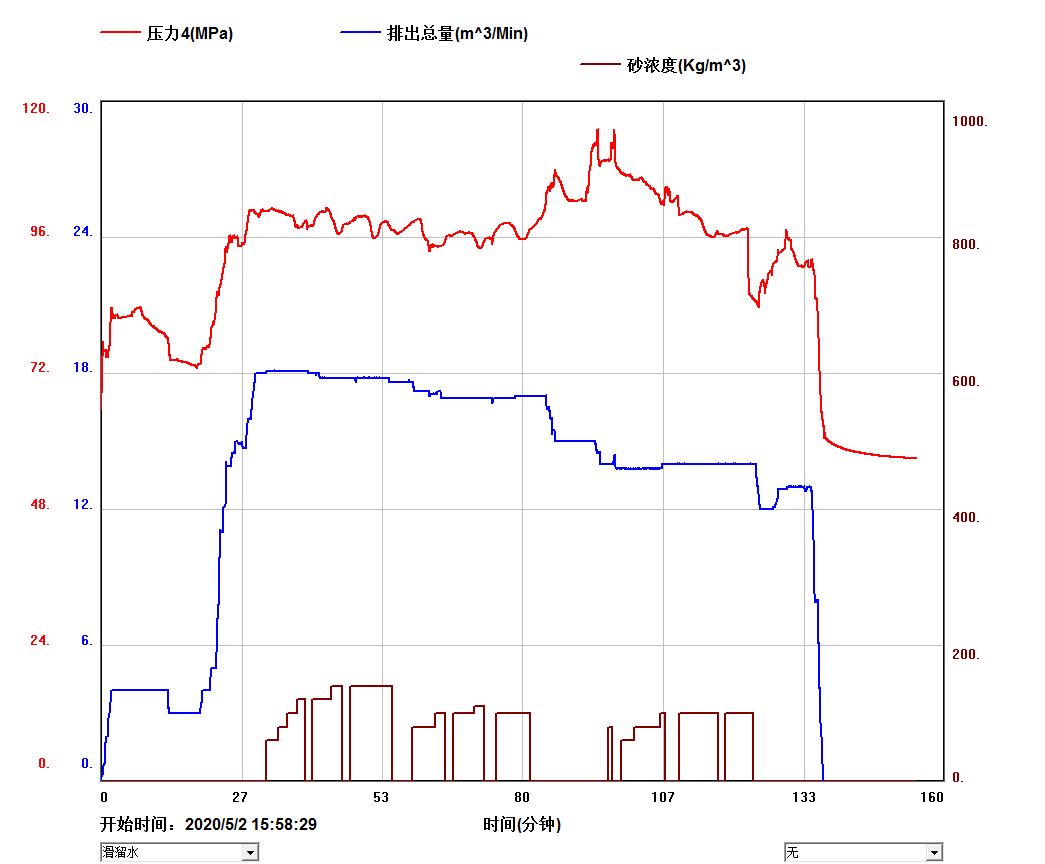 压力4(MPa) 排出总量(m^3/Min)
砂浓度(Kg/m^3)
120. 30. 1000.
96. 24. 800.
72. 18. 600.
48. 12. 400.
24. 6. 200.
0. 0. 0.
0 27 53 80 107 133 160
开始时间：2020/5/2 15:58:29 时间(分钟)
滑溜水 无